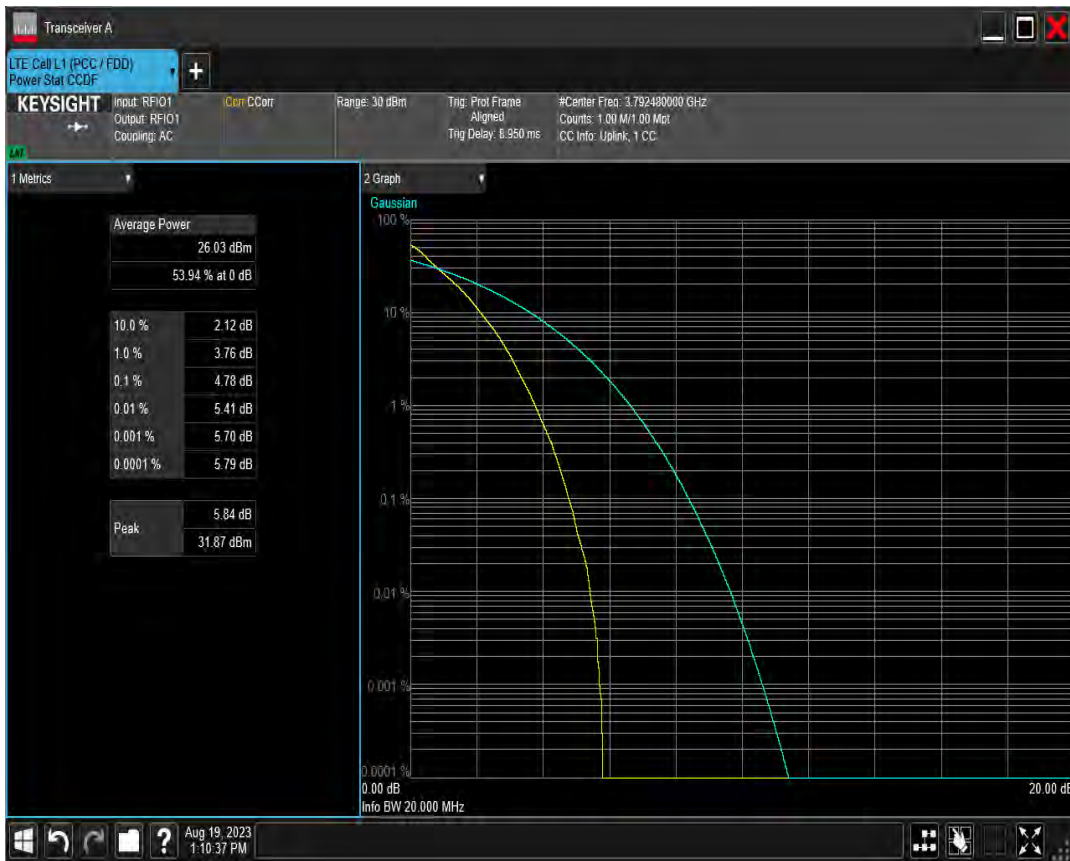 Transceiver A
LTE Cell L1 (PCC / FDD)
Power Stat CCDF
+
KEYSIGHT
Input: RFIO1
Output: RFIO1
Coupling: AC
Corr CCorr
Range: 30 dBm
Trig: Prot Frame
Aligned
Trig Delay: 8.950 ms
#Center Freq: 3.792480000 GHz
Counts: 1.00 M/1.00 Mpt
CC Info: Uplink, 1 CC
1 Metrics
Average Power
26.03 dBm
53.94 % at 0 dB
10.0 % 2.12 dB
1.0 % 3.76 dB
0.1 % 4.78 dB
0.01 % 5.41 dB
0.001 % 5.70 dB
0.0001 % 5.79 dB
Peak
5.84 dB
31.87 dBm
2 Graph
Gaussian
100 %
10 %
1 %
0.1 %
0.01 %
0.001 %
0.0001 %
0.00 dB
20.00 dB
Info BW 20.000 MHz
?
Aug 19, 2023
1:10:37 PM